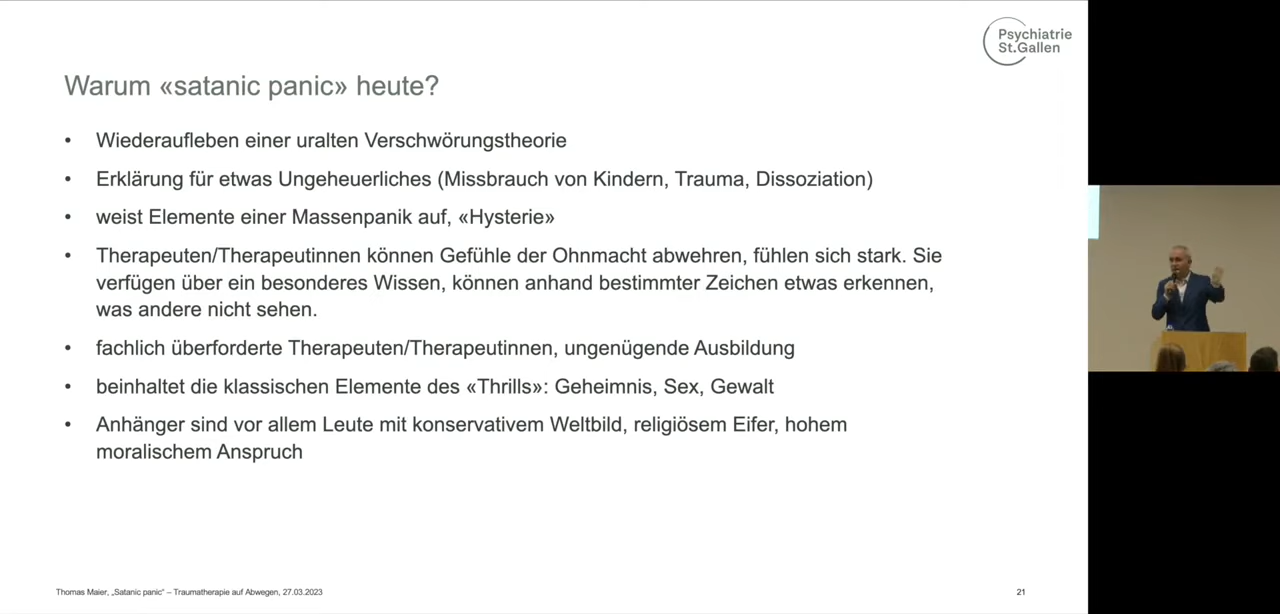 Psychiatrie
St.Gallen
Warum «satanic panic» heute?
• Wiederaufleben einer uralten Verschwörungstheorie
• Erklärung für etwas Ungeheuerliches (Missbrauch von Kindern, Trauma, Dissoziation)
• weist Elemente einer Massenpanik auf, «Hysterie»
• Therapeuten/Therapeutinnen können Gefühle der Ohnmacht abwehren, fühlen sich stark. Sie
verfügen über ein besonderes Wissen, können anhand bestimmter Zeichen etwas erkennen,
was andere nicht sehen.
• fachlich überforderte Therapeuten/Therapeutinnen, ungenügende Ausbildung
• beinhaltet die klassischen Elemente des «Thrills»: Geheimnis, Sex, Gewalt
• Anhänger sind vor allem Leute mit konservativem Weltbild, religiösem Eifer, hohem
moralischem Anspruch
Thomas Maier, „Satanic panic“ – Traumatherapie auf Abwegen, 27.03.2023
21